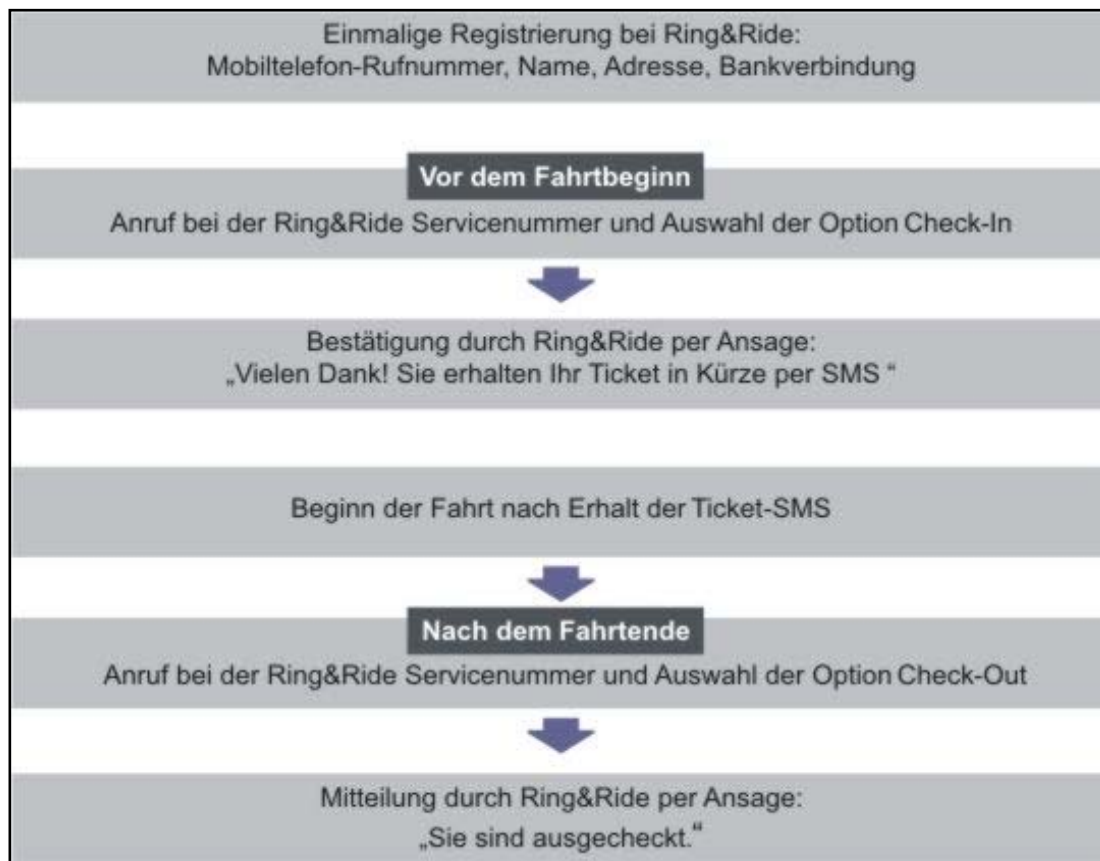 Einmalige Registrierung bei Ring&Ride:
Mobiltelefon-Rufnummer, Name, Adresse, Bankverbindung
Vor dem Fahrtbeginn
Anruf bei der Ring&Ride Servicenummer und Auswahl der Option Check-In
Bestätigung durch Ring&Ride per Ansage:
„Vielen Dank! Sie erhalten Ihr Ticket in Kürze per SMS “
Beginn der Fahrt nach Erhalt der Ticket-SMS
Nach dem Fahrtende
Anruf bei der Ring&Ride Servicenummer und Auswahl der Option Check-Out
Mitteilung durch Ring&Ride per Ansage:
„Sie sind ausgecheckt.“